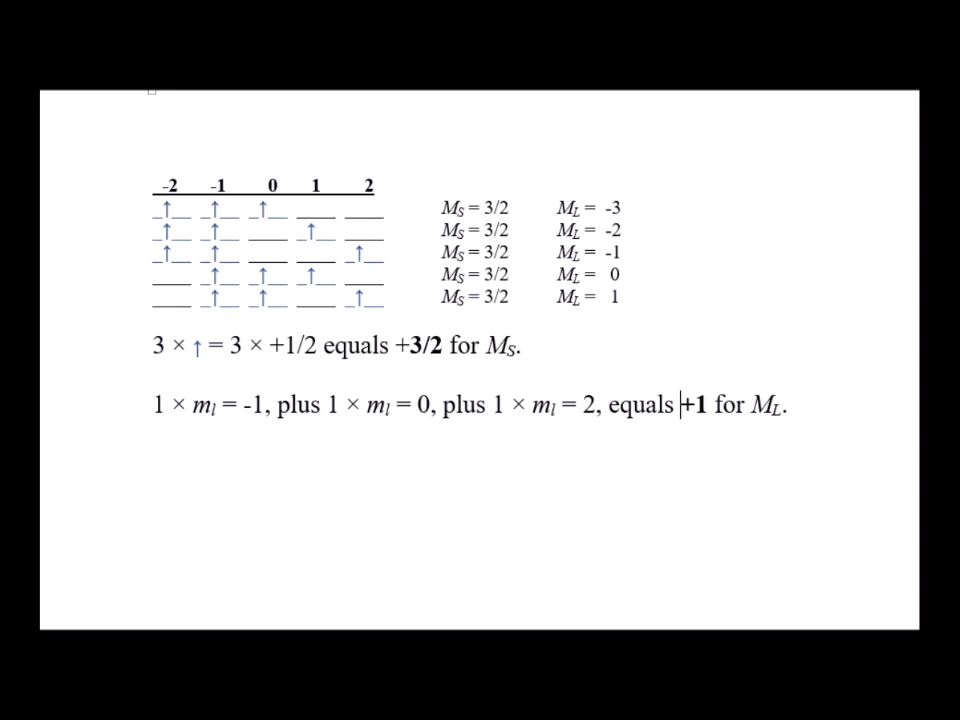 -2 -1 0 1 2
_↑__ _↑__ _↑__ ____ ____ MS = 3/2 ML = -3
_↑__ _↑__ ____ _↑__ ____ MS = 3/2 ML = -2
_↑__ _↑__ ____ ____ _↑__ MS = 3/2 ML = -1
____ _↑__ _↑__ _↑__ ____ MS = 3/2 ML = 0
____ _↑__ _↑__ ____ _↑__ MS = 3/2 ML = 1
3 × ↑ = 3 × +1/2 equals +3/2 for MS.
1 × ml = -1, plus 1 × ml = 0, plus 1 × ml = 2, equals +1 for ML.